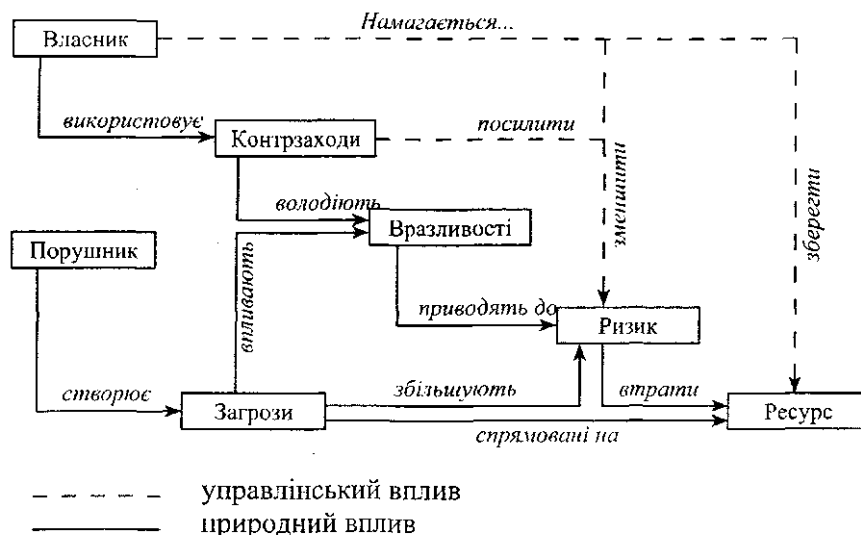 Намагається...
Власник
використовує
Контрзаходи
посилити
володіють
зменшити
зберегти
Порушник
Вразливості
впливають
приводять до
Ризик
створює
Загрози
збільшують
втрати
Ресурс
спрямовані на
управлінський вплив
природний вплив